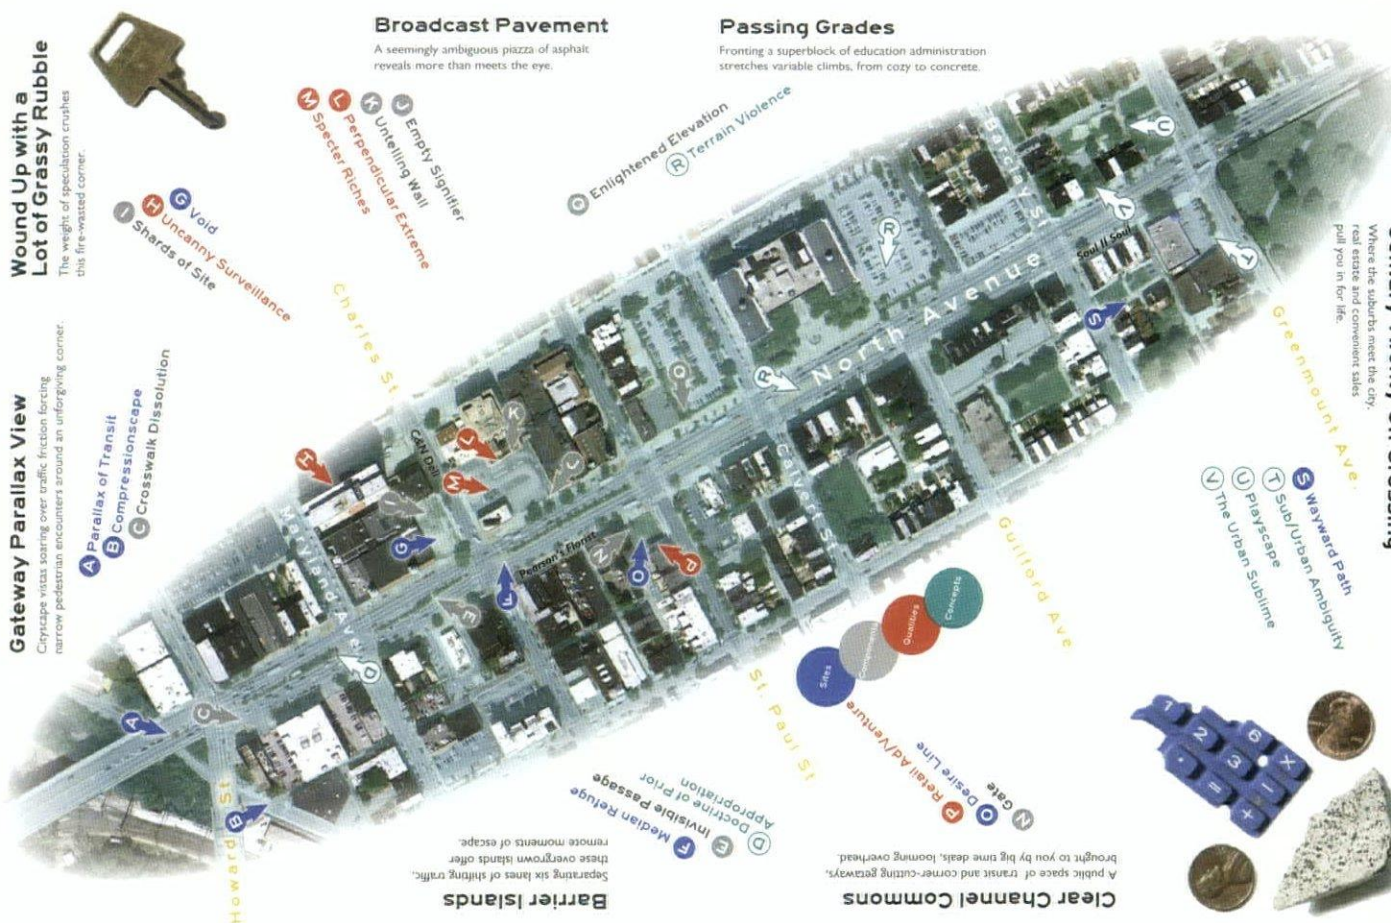 Broadcast Pavement
A seemingly ambiguous piazza of asphalt
reveals more than meets the eye.
Passing Grades
Fronting a superblock of education administration
stretches variable climbs, from cozy to concrete.
Wound Up with a
Lot of Grassy Rubble
The weight of speculation crushes
this fire-wasted corner.
G Void
H Uncanny Surveillance
I Shards of Site
J Empty Signifier
K Untelling Wall
L Perpendicular Extreme
M Specter Riches
Q Enlightened Elevation
R Terrain Violence
Gateway Parallax View
Cityscape vistas soaring over traffic friction forcing
narrow pedestrian encounters around an unforgiving corner.
A Parallax of Transit
B Compressionscape
C Crosswalk Dissolution
Where the suburbs meet the city,
real estate and convenient sales
pull you in for life.
S Wayward Path
T Sub/Urban Ambiguity
U Playscape
V The Urban Sublime
Barrier Islands
Separating six lanes of shifting traffic,
these overgrown islands offer
remote moments of escape.
D Doctrine of Prior
Appropriation
E Invisible Passage
F Median Refuge
Clear Channel Commons
A public space of transit and corner-cutting getaways,
brought to you by big time deals, looming overhead.
N Gate
O Desire Line
P Retail Ad/Venture
Sites
Components
Qualities
Concepts
Charles St
Maryland Ave
Howard St
North Avenue
Barclay St
Calvert St
St. Paul St
Guilford Ave
Greenmount Ave.
C&N Deli
Pearson's Florist
Soul II Soul
A
B
C
D
E
F
G
H
J
K
L
M
N
O
P
Q
R
R
S
T
U
V
1
2
3
6
X
-
.
=
+